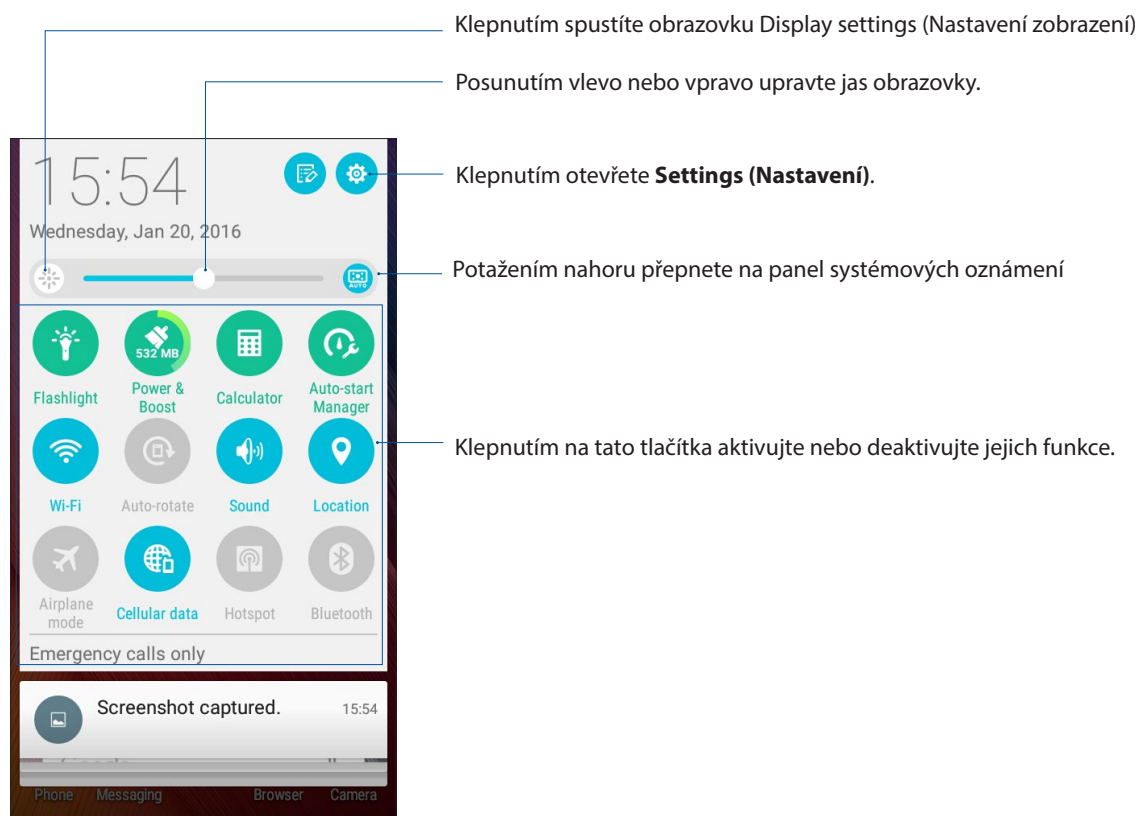 Klepnutím spustíte obrazovku Display settings (Nastavení zobrazení)
Posunutím vlevo nebo vpravo upravte jas obrazovky.
15:54
Klepnutím otevřete Settings (Nastavení).
Wednesday, Jan 20, 2016
AUTO
Potažením nahoru přepnete na panel systémových oznámení
532 MB
Flashlight
Power & Boost
Calculator
Auto-start Manager
Klepnutím na tato tlačítka aktivujte nebo deaktivujte jejich funkce.
Wi-Fi
Auto-rotate
Sound
Location
Airplane mode
Cellular data
Hotspot
Bluetooth
Emergency calls only
Screenshot captured.
15:54
Phone
Messaging
Browser
Camera